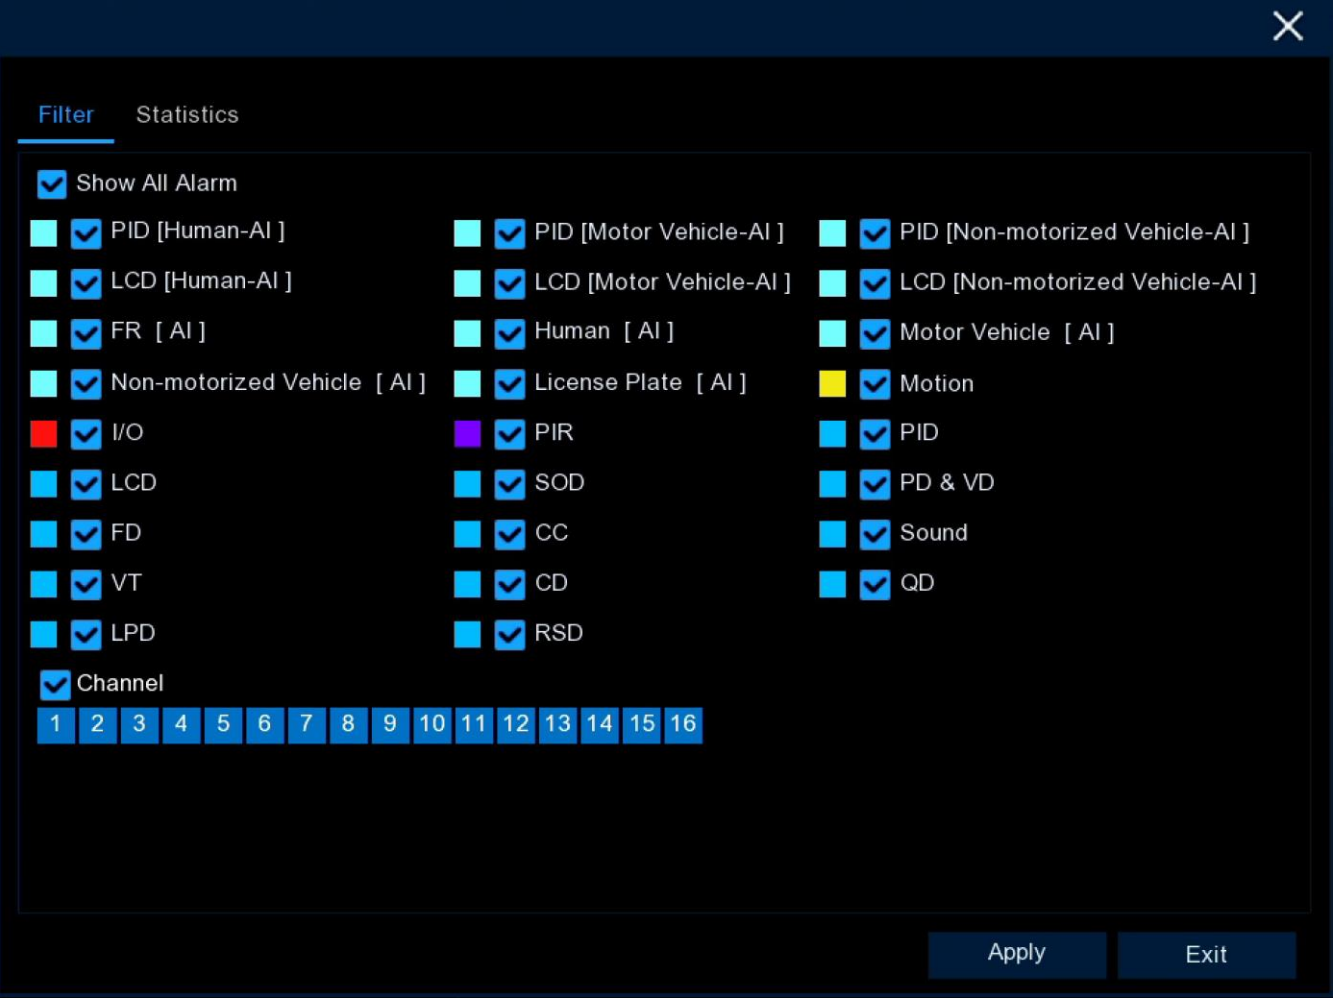 Filter Statistics
Show All Alarm
PID [Human-AI ] PID [Motor Vehicle-AI ] PID [Non-motorized Vehicle-AI ]
LCD [Human-AI ] LCD [Motor Vehicle-AI ] LCD [Non-motorized Vehicle-AI ]
FR [ AI ] Human [ AI ] Motor Vehicle [ AI ]
Non-motorized Vehicle [ AI ] License Plate [ AI ] Motion
I/O PIR PID
LCD SOD PD & VD
FD CC Sound
VT CD QD
LPD RSD
Channel
1 2 3 4 5 6 7 8 9 10 11 12 13 14 15 16
Apply Exit